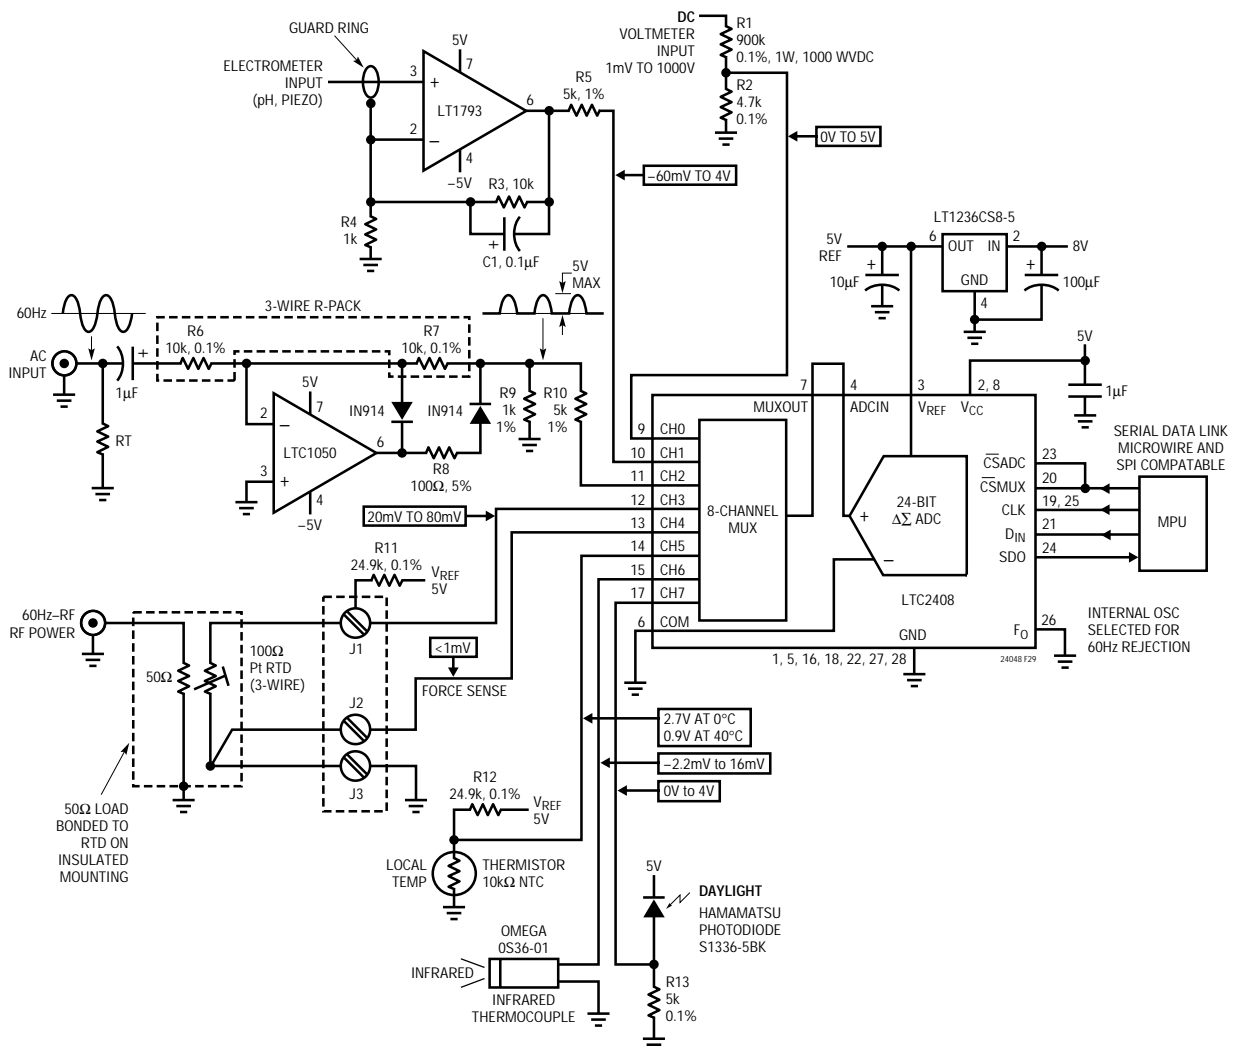 GUARD RING
ELECTROMETER
INPUT
(pH, PIEZO)
5V
7
3
+
LT1793
6
2
–
4
–5V
R5
5k, 1%
R3, 10k
R4
1k
+
C1, 0.1µF
DC
VOLTMETER
INPUT
1mV TO 1000V
R1
900k
0.1%, 1W, 1000 WVDC
R2
4.7k
0.1%
0V TO 5V
–60mV TO 4V
LT1236CS8-5
5V
REF
6
OUT
IN
2
8V
+
10µF
GND
4
+
100µF
5V
1µF
60Hz
AC
INPUT
1µF
+
RT
3-WIRE R-PACK
R6
10k, 0.1%
R7
10k, 0.1%
5V
MAX
5V
7
2
–
LTC1050
6
3
+
4
–5V
IN914
IN914
R8
100Ω, 5%
R9
1k
1%
R10
5k
1%
7
4
3
2, 8
MUXOUT
ADCIN
VREF
VCC
9
CH0
10
CH1
11
CH2
12
CH3
13
CH4
14
CH5
15
CH6
17
CH7
6
COM
8-CHANNEL
MUX
+
24-BIT
ΔΣ ADC
–
LTC2408
GND
1, 5, 16, 18, 22, 27, 28
CSADC
23
CSMUX
20
CLK
19, 25
DIN
21
SDO
24
FO
26
24048 F29
SERIAL DATA LINK
MICROWIRE AND
SPI COMPATABLE
MPU
INTERNAL OSC
SELECTED FOR
60Hz REJECTION
20mV TO 80mV
R11
24.9k, 0.1%
VREF
5V
60Hz–RF
RF POWER
50Ω
100Ω
Pt RTD
(3-WIRE)
J1
J2
J3
<1mV
FORCE SENSE
50Ω LOAD
BONDED TO
RTD ON
INSULATED
MOUNTING
2.7V AT 0°C
0.9V AT 40°C
–2.2mV to 16mV
0V to 4V
R12
24.9k, 0.1%
VREF
5V
LOCAL
TEMP
THERMISTOR
10kΩ NTC
OMEGA
0S36-01
INFRARED
INFRARED
THERMOCOUPLE
5V
DAYLIGHT
HAMAMATSU
PHOTODIODE
S1336-5BK
R13
5k
0.1%